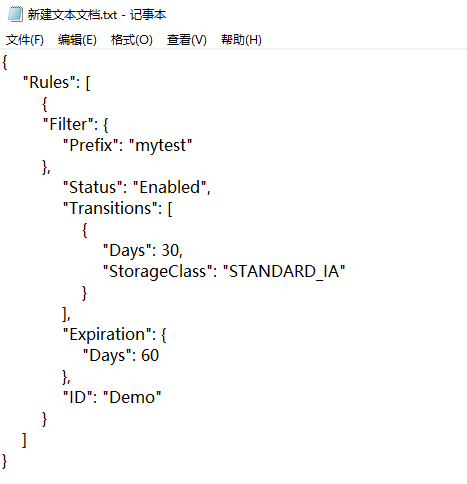 新建文本文档.txt - 记事本
文件(F) 编辑(E) 格式(O) 查看(V) 帮助(H)
{
    "Rules": [
        {
        "Filter": {
            "Prefix": "mytest"
        },
            "Status": "Enabled",
            "Transitions": [
                {
                    "Days": 30,
                    "StorageClass": "STANDARD_IA"
                }
            ],
            "Expiration": {
                "Days": 60
            },
            "ID": "Demo"
        }
    ]
}